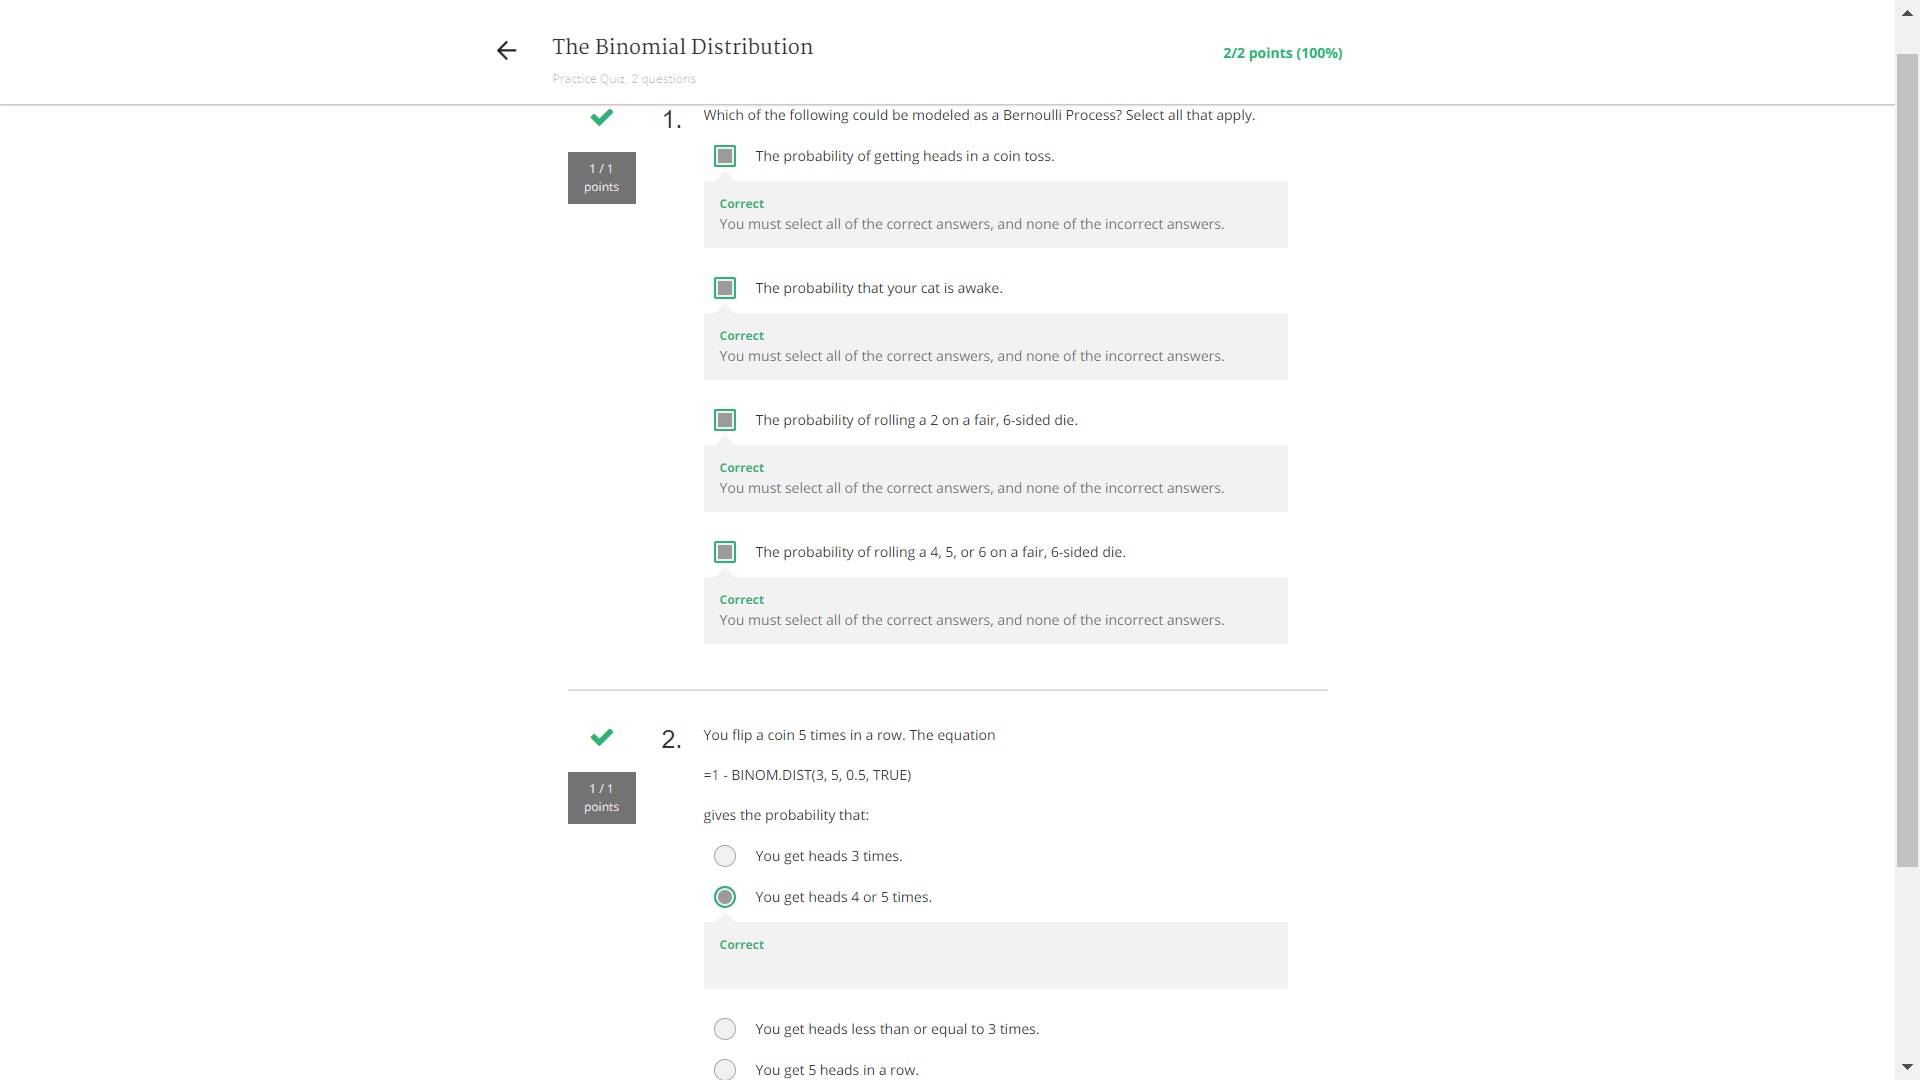 The Binomial Distribution
2/2 points (100%)
Practice Quiz, 2 questions
1.
Which of the following could be modeled as a Bernoulli Process? Select all that apply.
1 / 1
points
The probability of getting heads in a coin toss.
Correct
You must select all of the correct answers, and none of the incorrect answers.
The probability that your cat is awake.
Correct
You must select all of the correct answers, and none of the incorrect answers.
The probability of rolling a 2 on a fair, 6-sided die.
Correct
You must select all of the correct answers, and none of the incorrect answers.
The probability of rolling a 4, 5, or 6 on a fair, 6-sided die.
Correct
You must select all of the correct answers, and none of the incorrect answers.
2.
You flip a coin 5 times in a row. The equation
1 / 1
points
=1 - BINOM.DIST(3, 5, 0.5, TRUE)
gives the probability that:
You get heads 3 times.
You get heads 4 or 5 times.
Correct
You get heads less than or equal to 3 times.
You get 5 heads in a row.